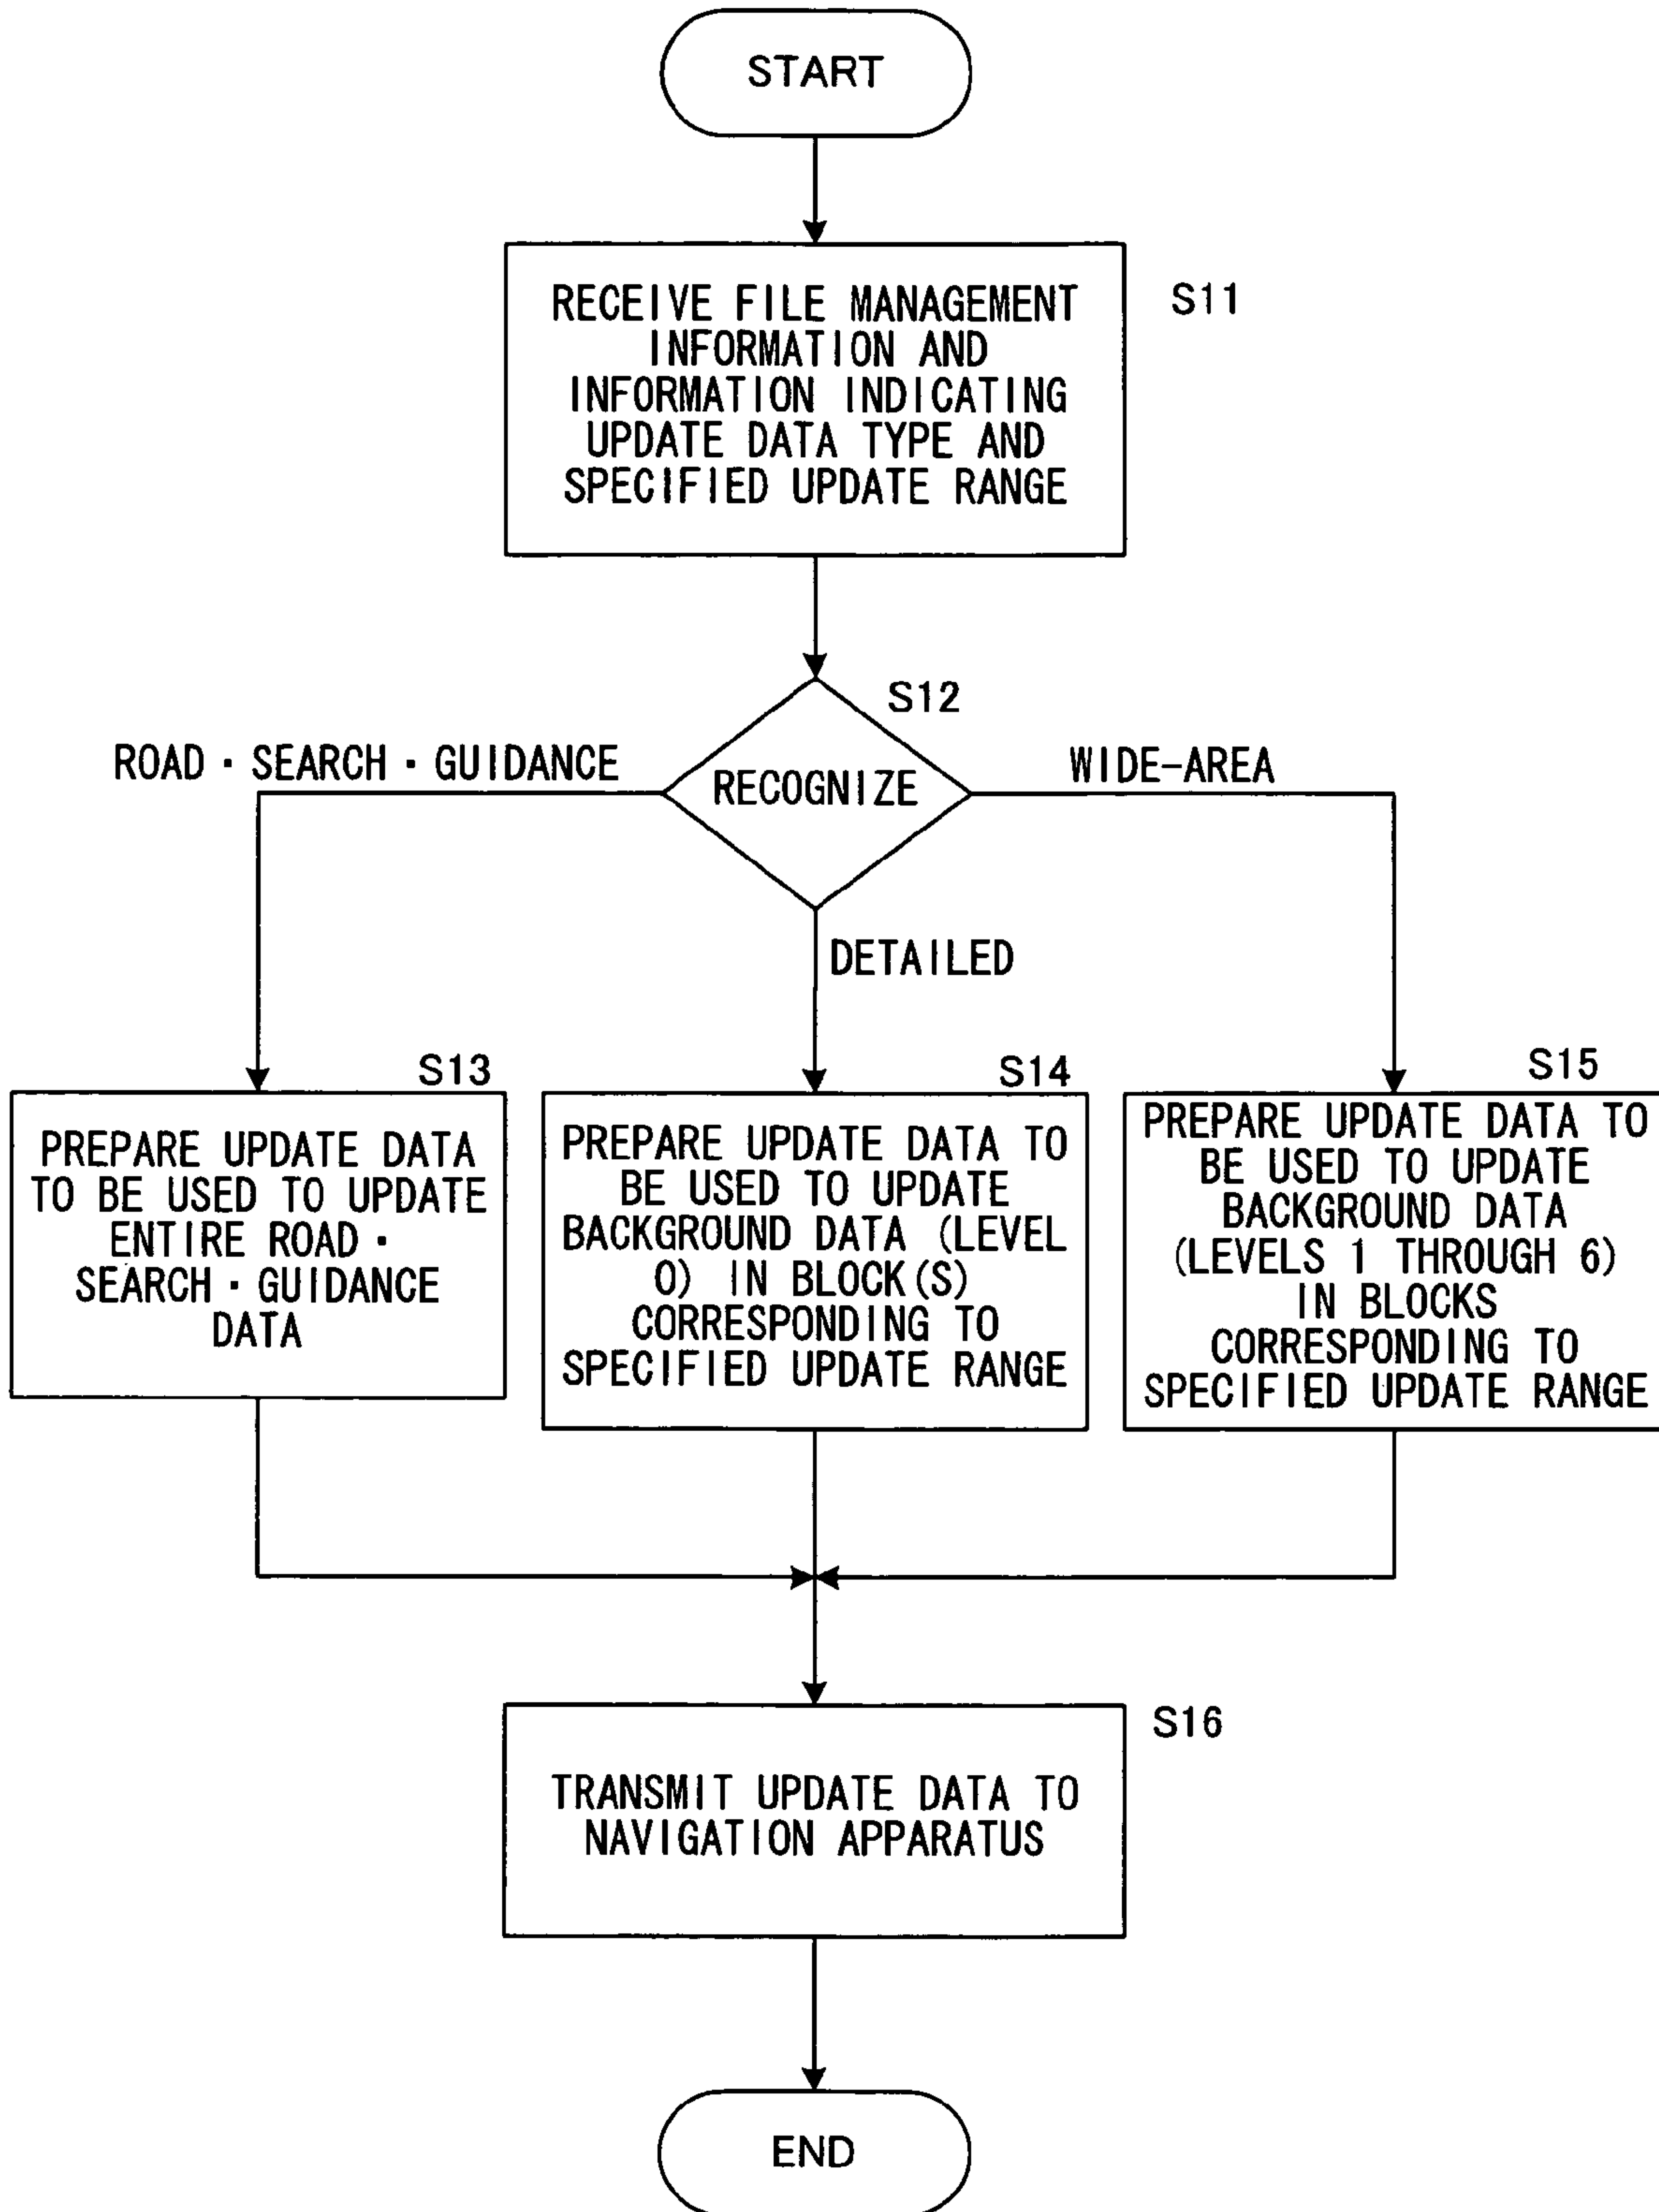 START
S11
RECEIVE FILE MANAGEMENT
INFORMATION AND
INFORMATION INDICATING
UPDATE DATA TYPE AND
SPECIFIED UPDATE RANGE
S12
RECOGNIZE
ROAD・SEARCH・GUIDANCE
WIDE-AREA
DETAILED
S13
PREPARE UPDATE DATA
TO BE USED TO UPDATE
ENTIRE ROAD・
SEARCH・GUIDANCE
DATA
S14
PREPARE UPDATE DATA TO
BE USED TO UPDATE
BACKGROUND DATA (LEVEL
0) IN BLOCK(S)
CORRESPONDING TO
SPECIFIED UPDATE RANGE
S15
PREPARE UPDATE DATA TO
BE USED TO UPDATE
BACKGROUND DATA
(LEVELS 1 THROUGH 6)
IN BLOCKS
CORRESPONDING TO
SPECIFIED UPDATE RANGE
S16
TRANSMIT UPDATE DATA TO
NAVIGATION APPARATUS
END